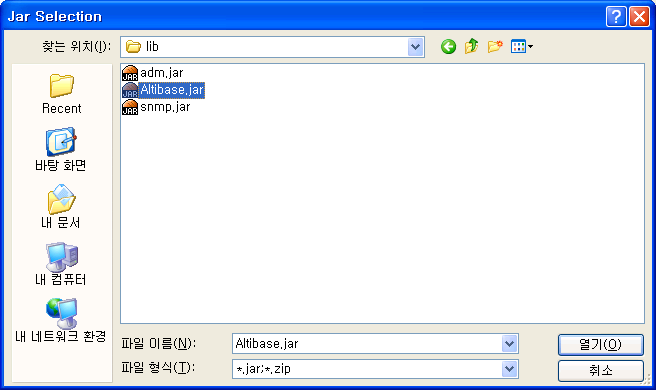 Jar Selection
찾는 위치(I):
lib
Recent
바탕 화면
내 문서
내 컴퓨터
내 네트워크 환경
JAR adm.jar
JAR Altibase.jar
JAR snmp.jar
파일 이름(N):
Altibase.jar
열기(O)
파일 형식(T):
*.jar;*.zip
취소